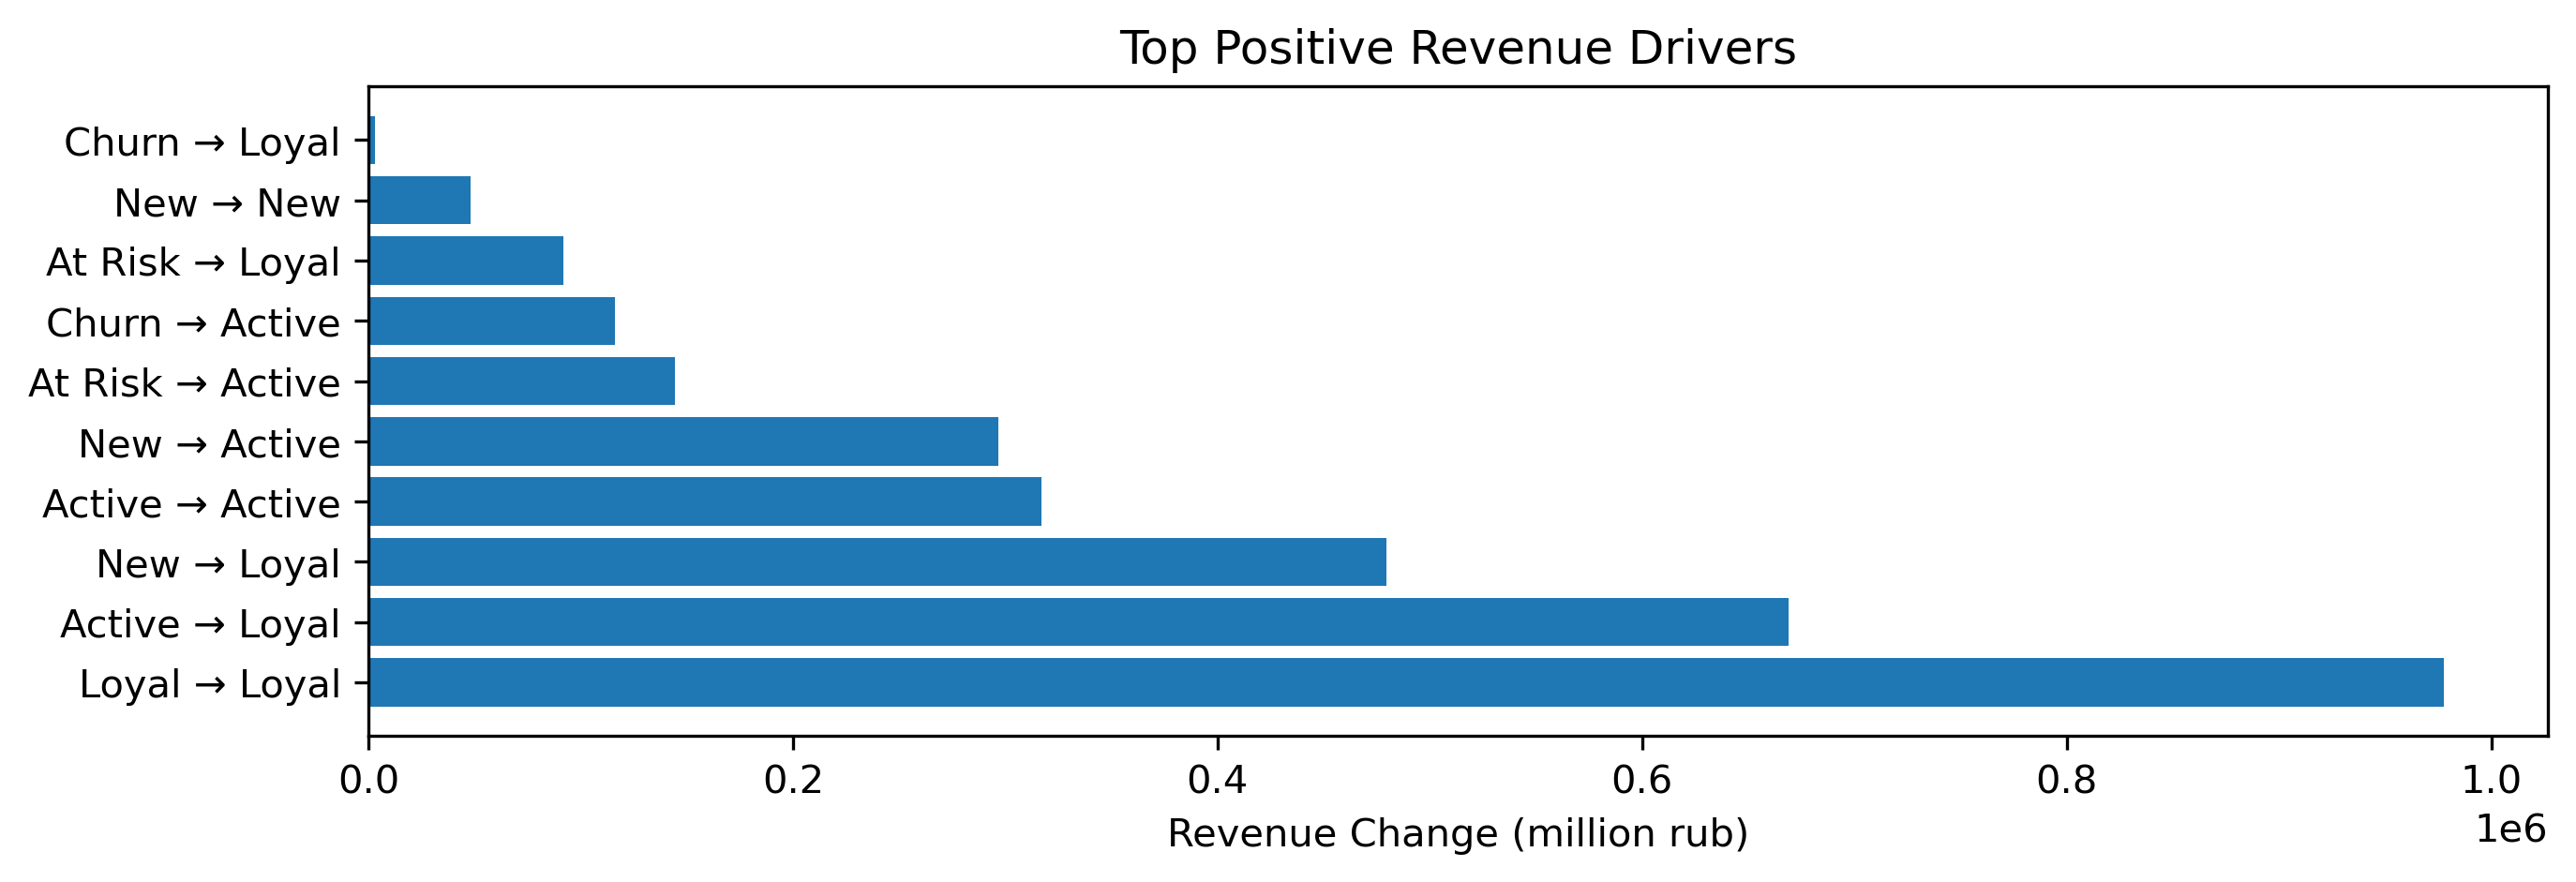 Top Positive Revenue Drivers
Churn → Loyal
New → New
At Risk → Loyal
Churn → Active
At Risk → Active
New → Active
Active → Active
New → Loyal
Active → Loyal
Loyal → Loyal
0.0 0.2 0.4 0.6 0.8 1.0
1e6
Revenue Change (million rub)